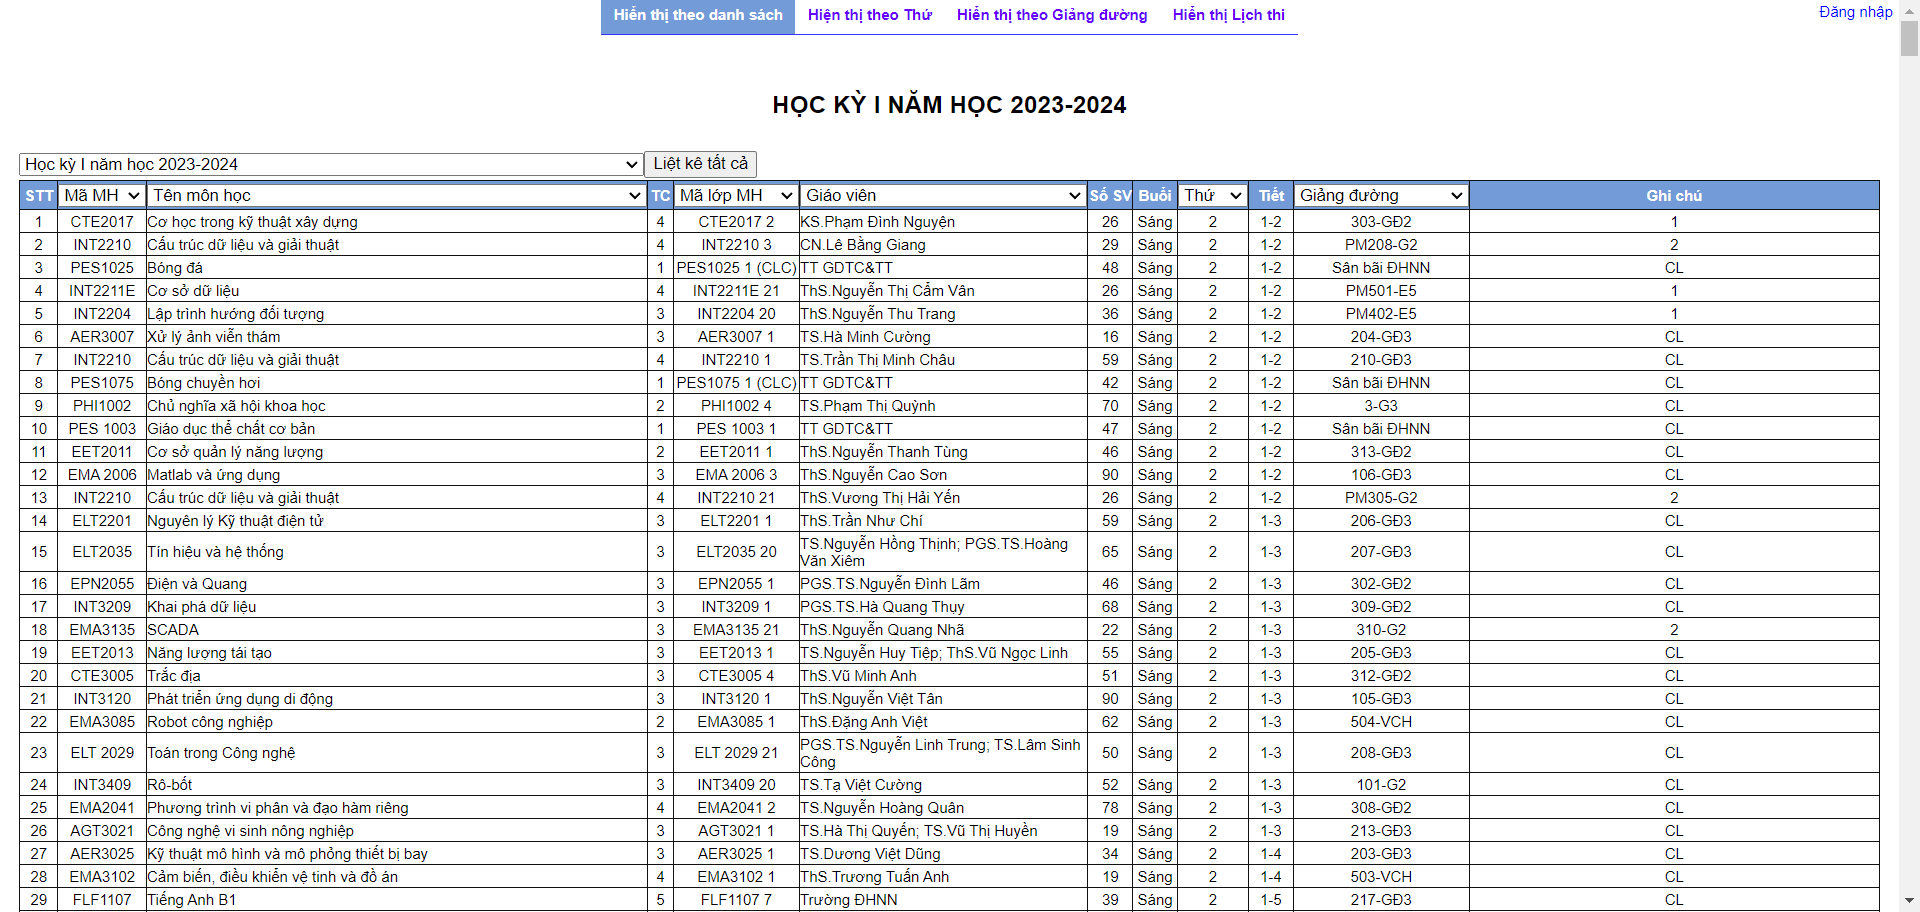 Hiển thị theo danh sách Hiện thị theo Thứ Hiển thị theo Giảng đường Hiển thị Lịch thi Đăng nhập
HỌC KỲ I NĂM HỌC 2023-2024
Học kỳ I năm học 2023-2024 Liệt kê tất cả
STT Mã MH Tên môn học TC Mã lớp MH Giáo viên Số SV Buổi Thứ Tiết Giảng đường Ghi chú
1 CTE2017 Cơ học trong kỹ thuật xây dựng 4 CTE2017 2 KS.Phạm Đình Nguyện 26 Sáng 2 1-2 303-GĐ2 1
2 INT2210 Cấu trúc dữ liệu và giải thuật 4 INT2210 3 CN.Lê Bằng Giang 29 Sáng 2 1-2 PM208-G2 2
3 PES1025 Bóng đá 1 PES1025 1 (CLC) TT GDTC&TT 48 Sáng 2 1-2 Sân bãi ĐHNN CL
4 INT2211E Cơ sở dữ liệu 4 INT2211E 21 ThS.Nguyễn Thị Cẩm Vân 26 Sáng 2 1-2 PM501-E5 1
5 INT2204 Lập trình hướng đối tượng 3 INT2204 20 ThS.Nguyễn Thu Trang 36 Sáng 2 1-2 PM402-E5 1
6 AER3007 Xử lý ảnh viễn thám 3 AER3007 1 TS.Hà Minh Cường 16 Sáng 2 1-2 204-GĐ3 CL
7 INT2210 Cấu trúc dữ liệu và giải thuật 4 INT2210 1 TS.Trần Thị Minh Châu 59 Sáng 2 1-2 210-GĐ3 CL
8 PES1075 Bóng chuyền hơi 1 PES1075 1 (CLC) TT GDTC&TT 42 Sáng 2 1-2 Sân bãi ĐHNN CL
9 PHI1002 Chủ nghĩa xã hội khoa học 2 PHI1002 4 TS.Phạm Thị Quỳnh 70 Sáng 2 1-2 3-G3 CL
10 PES 1003 Giáo dục thể chất cơ bản 1 PES 1003 1 TT GDTC&TT 47 Sáng 2 1-2 Sân bãi ĐHNN CL
11 EET2011 Cơ sở quản lý năng lượng 2 EET2011 1 ThS.Nguyễn Thanh Tùng 46 Sáng 2 1-2 313-GĐ2 CL
12 EMA 2006 Matlab và ứng dụng 3 EMA 2006 3 ThS.Nguyễn Cao Sơn 90 Sáng 2 1-2 106-GĐ3 CL
13 INT2210 Cấu trúc dữ liệu và giải thuật 4 INT2210 21 ThS.Vương Thị Hải Yến 26 Sáng 2 1-2 PM305-G2 2
14 ELT2201 Nguyên lý Kỹ thuật điện tử 3 ELT2201 1 ThS.Trần Như Chí 59 Sáng 2 1-3 206-GĐ3 CL
15 ELT2035 Tín hiệu và hệ thống 3 ELT2035 20 TS.Nguyễn Hồng Thịnh; PGS.TS.Hoàng
Văn Xiêm 65 Sáng 2 1-3 207-GĐ3 CL
16 EPN2055 Điện và Quang 3 EPN2055 1 PGS.TS.Nguyễn Đình Lãm 46 Sáng 2 1-3 302-GĐ2 CL
17 INT3209 Khai phá dữ liệu 3 INT3209 1 PGS.TS.Hà Quang Thụy 68 Sáng 2 1-3 309-GĐ2 CL
18 EMA3135 SCADA 3 EMA3135 21 ThS.Nguyễn Quang Nhã 22 Sáng 2 1-3 310-G2 2
19 EET2013 Năng lượng tái tạo 3 EET2013 1 TS.Nguyễn Huy Tiệp; ThS.Vũ Ngọc Linh 55 Sáng 2 1-3 205-GĐ3 CL
20 CTE3005 Trắc địa 3 CTE3005 4 ThS.Vũ Minh Anh 51 Sáng 2 1-3 312-GĐ2 CL
21 INT3120 Phát triển ứng dụng di động 3 INT3120 1 ThS.Nguyễn Việt Tân 90 Sáng 2 1-3 105-GĐ3 CL
22 EMA3085 Robot công nghiệp 2 EMA3085 1 ThS.Đặng Anh Việt 62 Sáng 2 1-3 504-VCH CL
23 ELT 2029 Toán trong Công nghệ 3 ELT 2029 21 PGS.TS.Nguyễn Linh Trung; TS.Lâm Sinh
Công 50 Sáng 2 1-3 208-GĐ3 CL
24 INT3409 Rô-bốt 3 INT3409 20 TS.Tạ Việt Cường 52 Sáng 2 1-3 101-G2 CL
25 EMA2041 Phương trình vi phân và đạo hàm riêng 4 EMA2041 2 TS.Nguyễn Hoàng Quân 78 Sáng 2 1-3 308-GĐ2 CL
26 AGT3021 Công nghệ vi sinh nông nghiệp 3 AGT3021 1 TS.Hà Thị Quyến; TS.Vũ Thị Huyền 19 Sáng 2 1-3 213-GĐ3 CL
27 AER3025 Kỹ thuật mô hình và mô phỏng thiết bị bay 3 AER3025 1 TS.Dương Việt Dũng 34 Sáng 2 1-4 203-GĐ3 CL
28 EMA3102 Cảm biến, điều khiển vệ tinh và đồ án 4 EMA3102 1 ThS.Trương Tuấn Anh 19 Sáng 2 1-4 503-VCH CL
29 FLF1107 Tiếng Anh B1 5 FLF1107 7 Trường ĐHNN 39 Sáng 2 1-5 217-GĐ3 CL